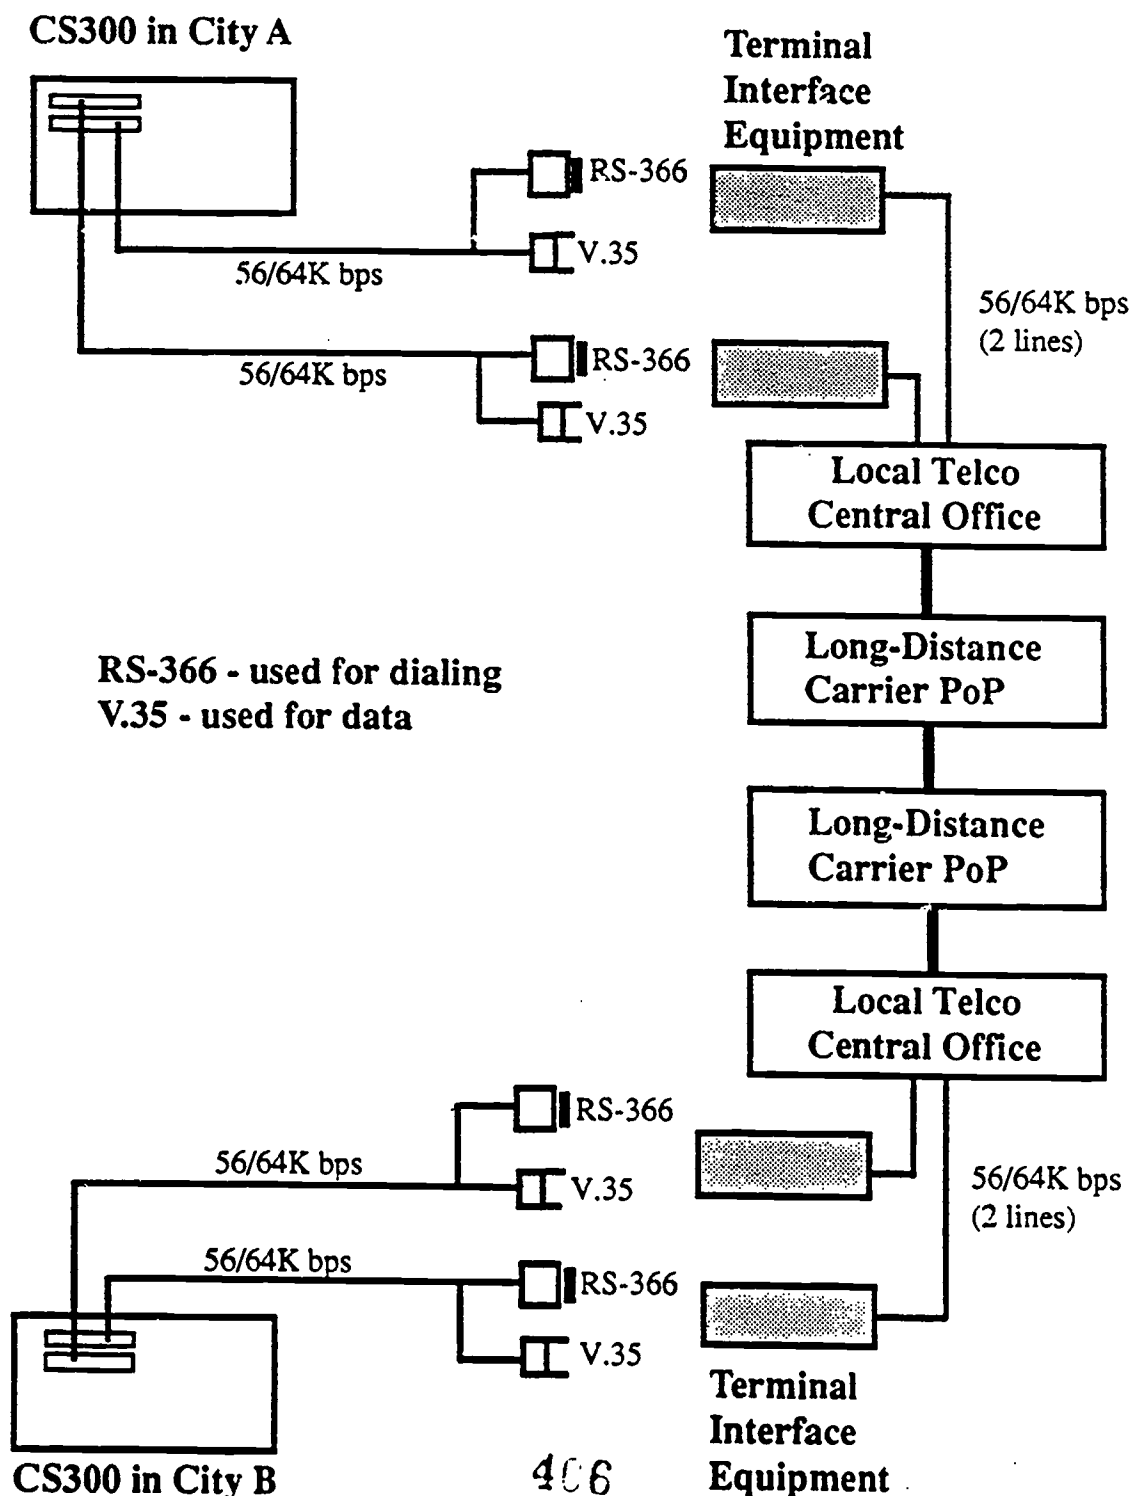 CS300 in City A
Terminal
Interface
Equipment
RS-366
V.35
56/64K bps
56/64K bps
(2 lines)
RS-366
56/64K bps
V.35
Local Telco
Central Office
Long-Distance
Carrier PoP
RS-366 - used for dialing
V.35 - used for data
Long-Distance
Carrier PoP
Local Telco
Central Office
RS-366
56/64K bps
V.35
56/64K bps
(2 lines)
56/64K bps
RS-366
V.35
Terminal
Interface
Equipment
CS300 in City B
406